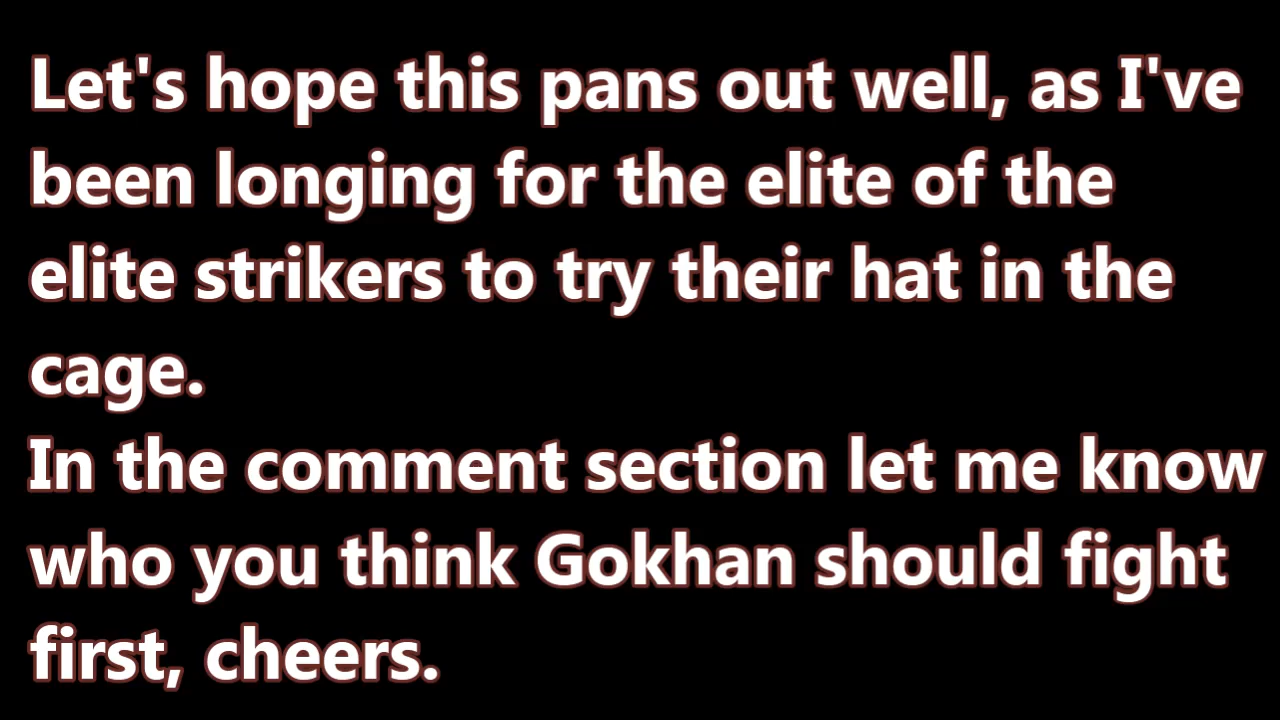 Let's hope this pans out well, as I've
been longing for the elite of the
elite strikers to try their hat in the
cage.
In the comment section let me know
who you think Gokhan should fight
first, cheers.